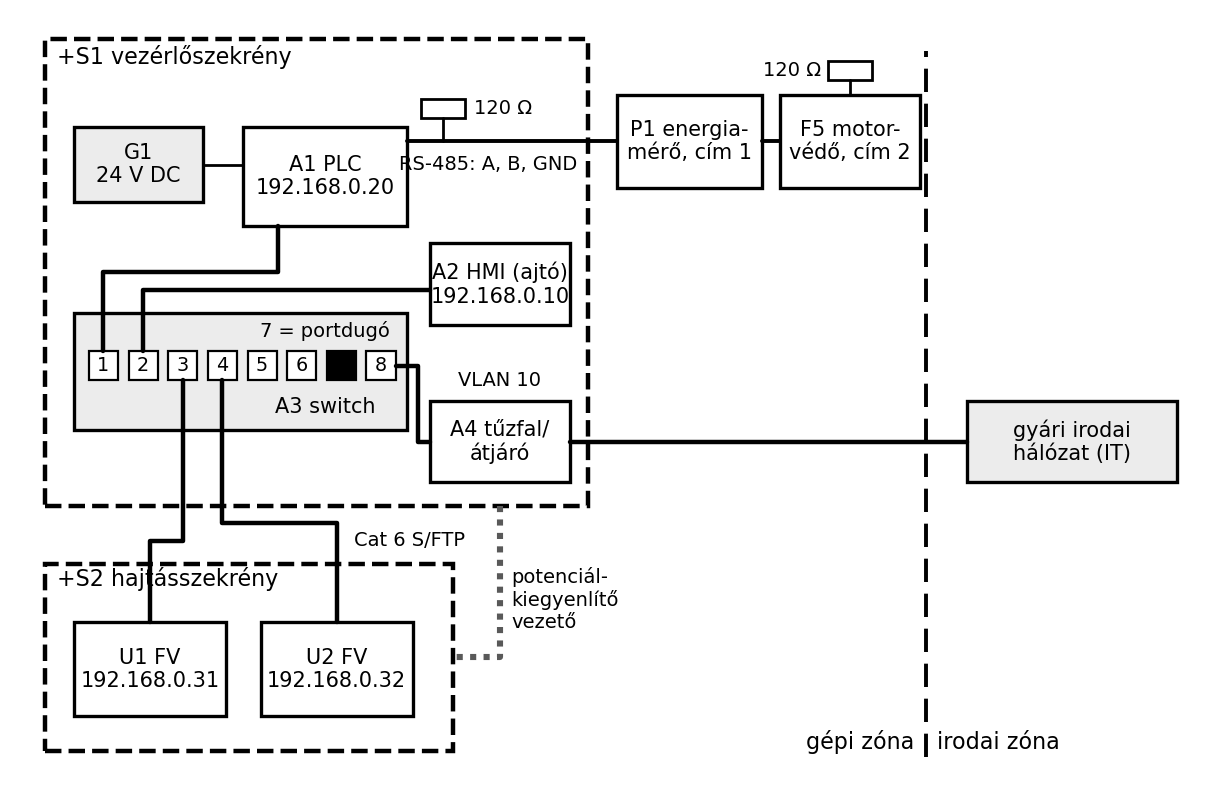 +S1 vezérlőszekrény
120 Ω
120 Ω
G1
24 V DC
A1 PLC
192.168.0.20
RS-485: A, B, GND
P1 energia-
mérő, cím 1
F5 motor-
védő, cím 2
A2 HMI (ajtó)
192.168.0.10
7 = portdugó
1 2 3 4 5 6 8
A3 switch
VLAN 10
A4 tűzfal/
átjáró
gyári irodai
hálózat (IT)
Cat 6 S/FTP
+S2 hajtásszekrény
potenciál-
kiegyenlítő
vezető
U1 FV
192.168.0.31
U2 FV
192.168.0.32
gépi zóna
irodai zóna